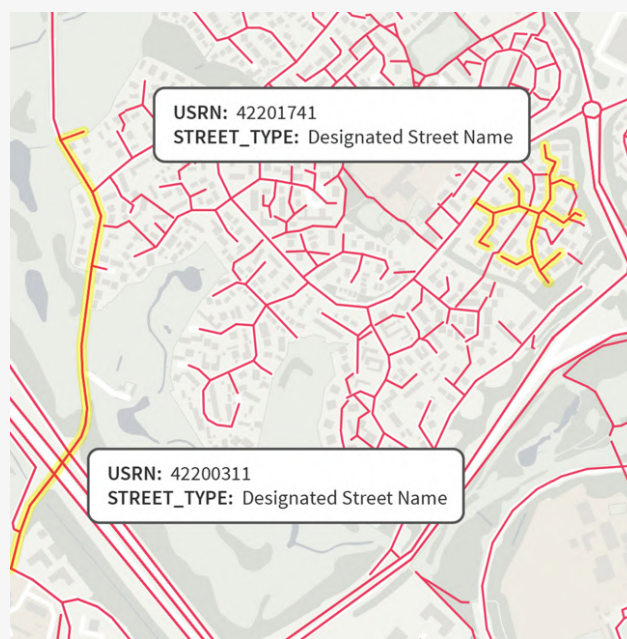 USRN: 42201741
STREET_TYPE: Designated Street Name
USRN: 42200311
STREET_TYPE: Designated Street Name